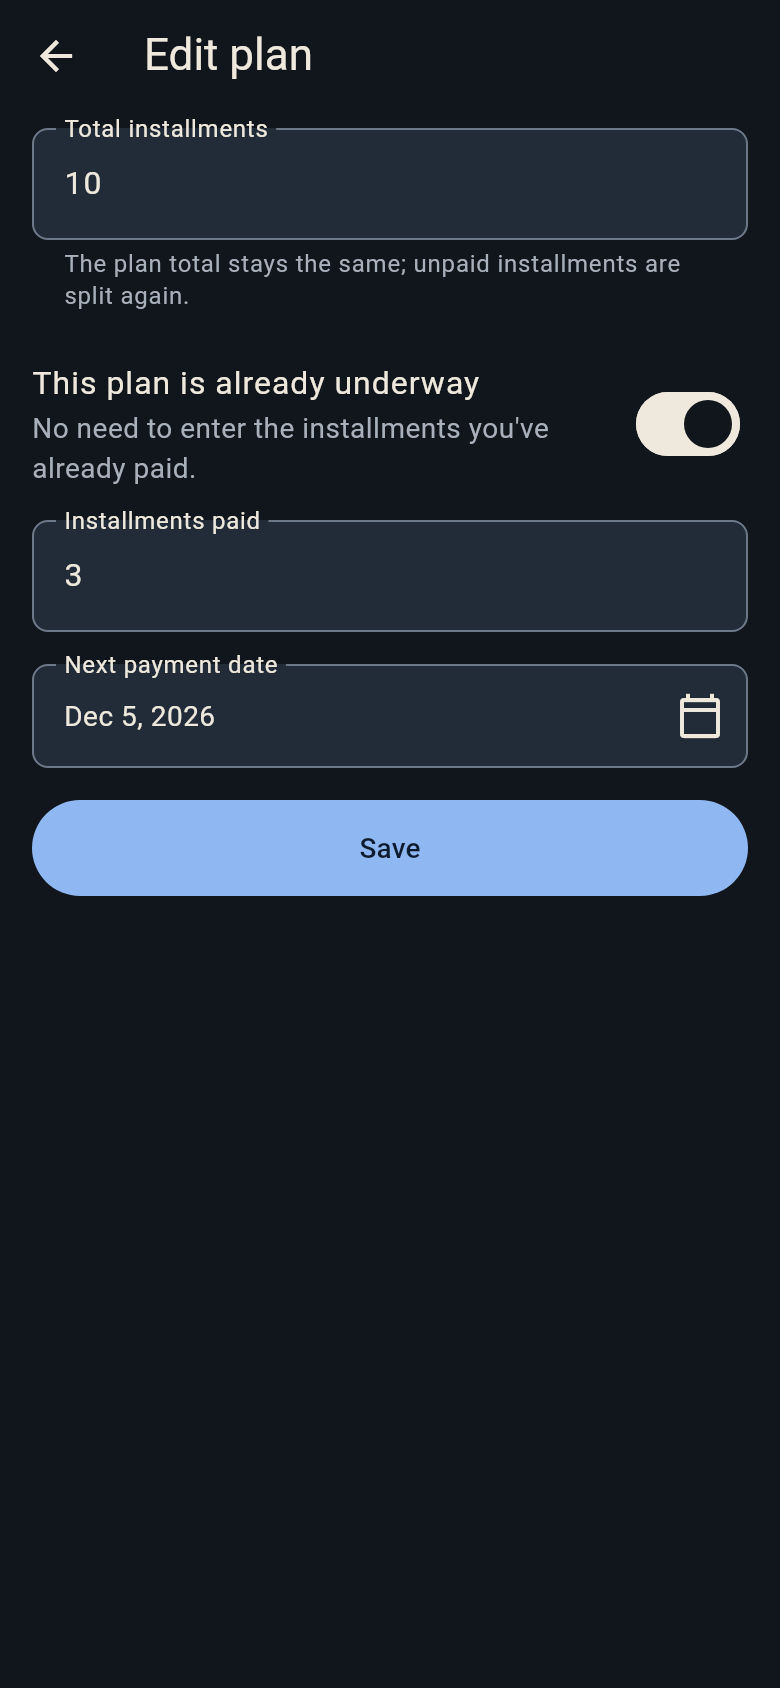 Edit plan
Total installments
10
The plan total stays the same; unpaid installments are
split again.
This plan is already underway
No need to enter the installments you've
already paid.
Installments paid
3
Next payment date
Dec 5, 2026
Save